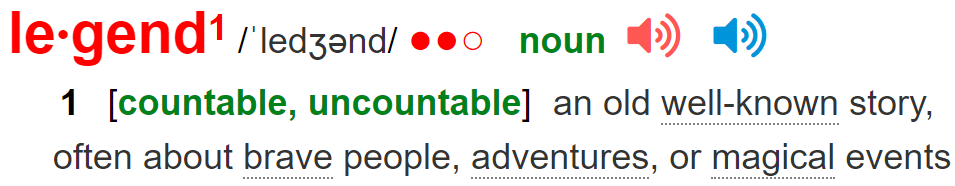 le·gend¹ /ˈledʒənd/ ●●○ noun
1 [countable, uncountable] an old well-known story,
often about brave people, adventures, or magical events